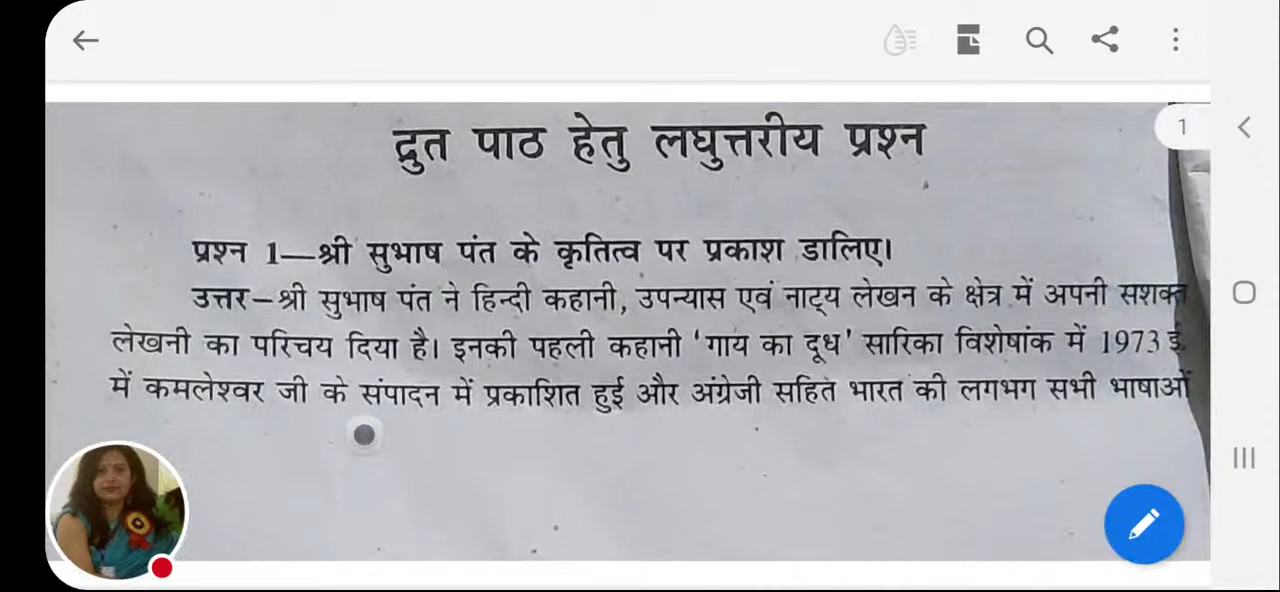 1
द्रुत पाठ हेतु लघुत्तरीय प्रश्न
प्रश्न 1—श्री सुभाष पंत के कृतित्व पर प्रकाश डालिए।
उत्तर–श्री सुभाष पंत ने हिन्दी कहानी, उपन्यास एवं नाट्य लेखन के क्षेत्र में अपनी सशक्त
लेखनी का परिचय दिया है। इनकी पहली कहानी ‘गाय का दूध’ सारिका विशेषांक में 1973 ई.
में कमलेश्वर जी के संपादन में प्रकाशित हुई और अंग्रेजी सहित भारत की लगभग सभी भाषाओं